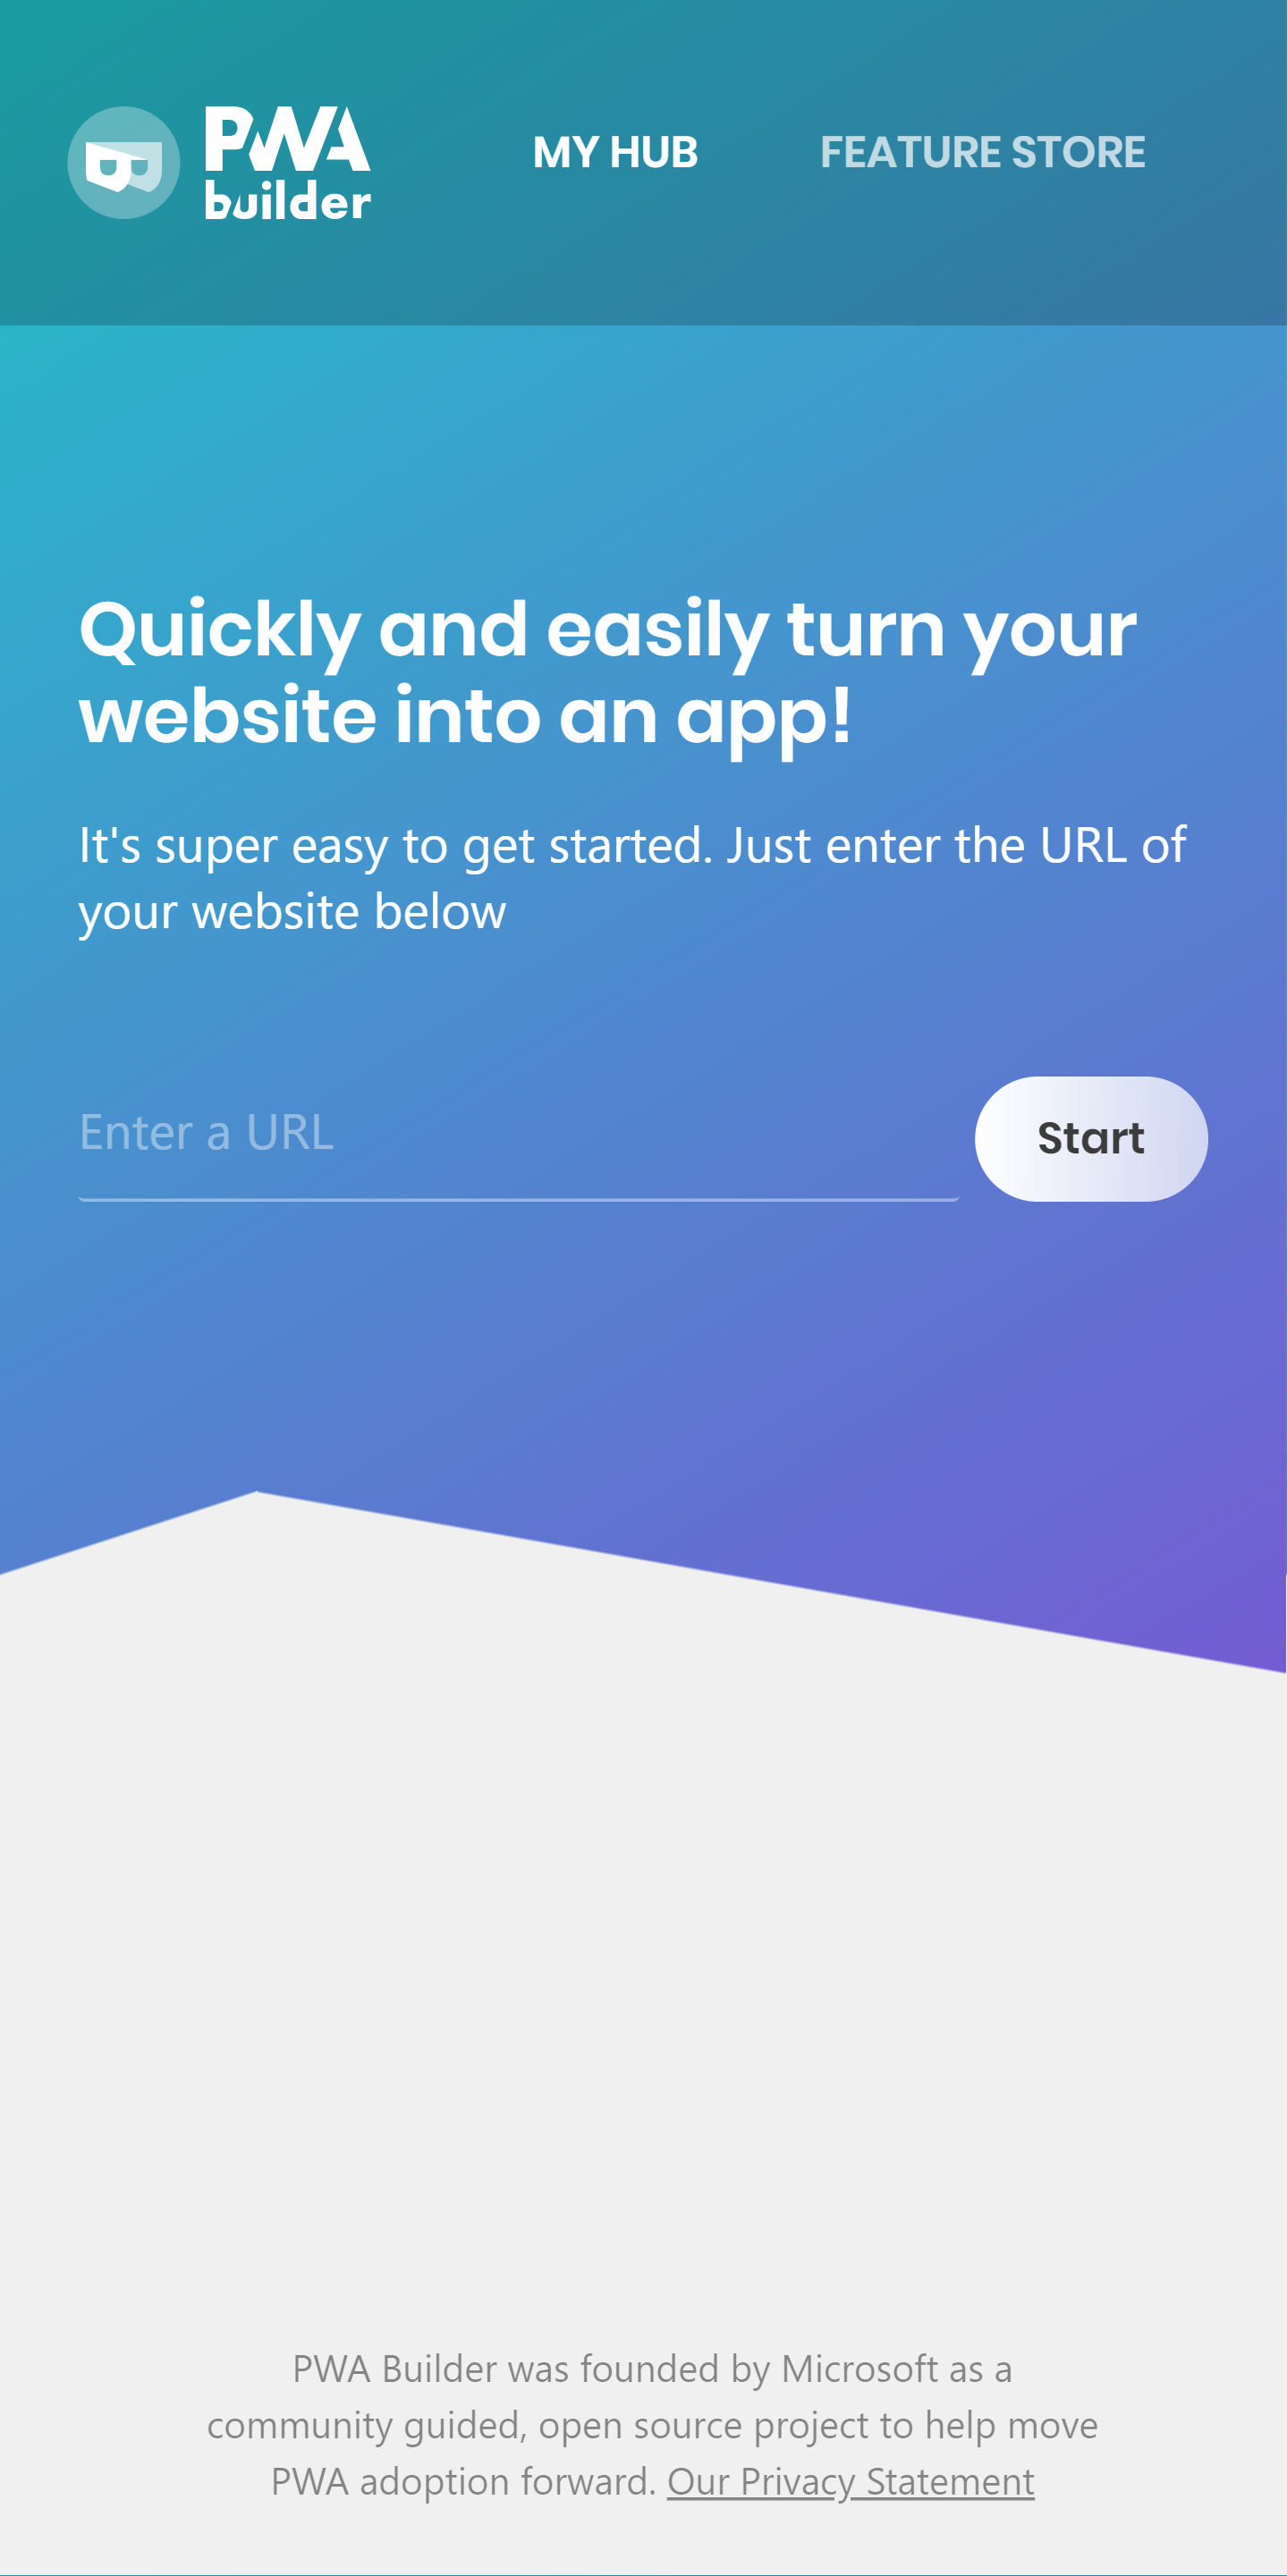 PWA
builder
MY HUB
FEATURE STORE
Quickly and easily turn your
website into an app!
It's super easy to get started. Just enter the URL of
your website below
Enter a URL
Start
PWA Builder was founded by Microsoft as a
community guided, open source project to help move
PWA adoption forward. Our Privacy Statement